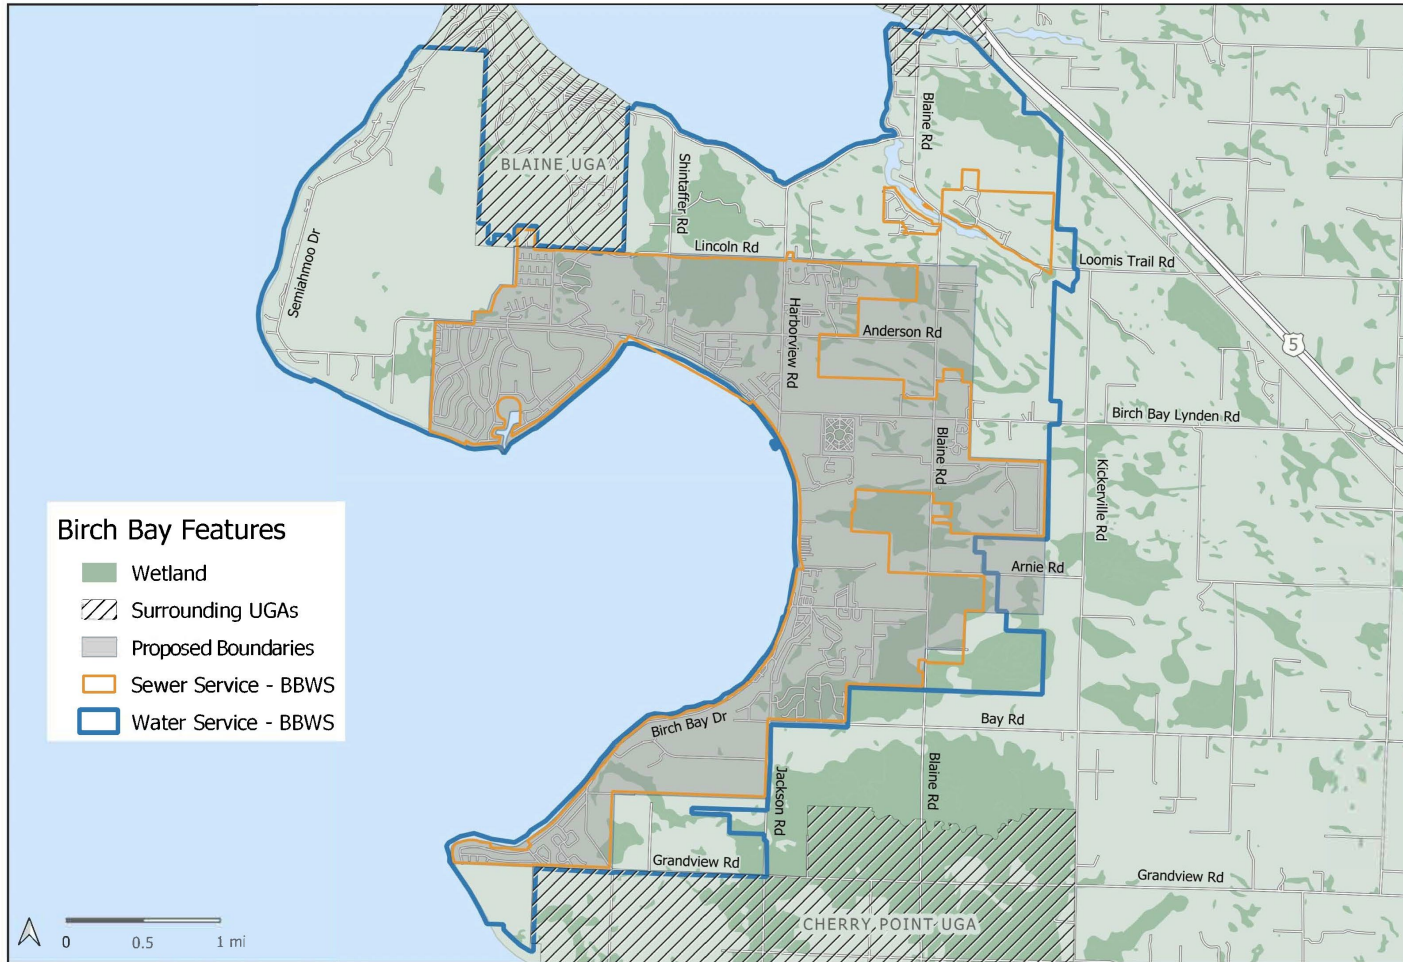 BLAINE UGA
Blaine Rd
Shintaffer Rd
Lincoln Rd
Semiahmoo Dr
Loomis Trail Rd
Harborview Rd
Anderson Rd
5
Birch Bay Lynden Rd
Blaine Rd
Kickerville Rd
Birch Bay Features
Wetland
Surrounding UGAs
Proposed Boundaries
Sewer Service - BBWS
Water Service - BBWS
Arnie Rd
Birch Bay Dr
Bay Rd
Jackson Rd
Blaine Rd
Grandview Rd
Grandview Rd
CHERRY POINT UGA
0 0.5 1 mi